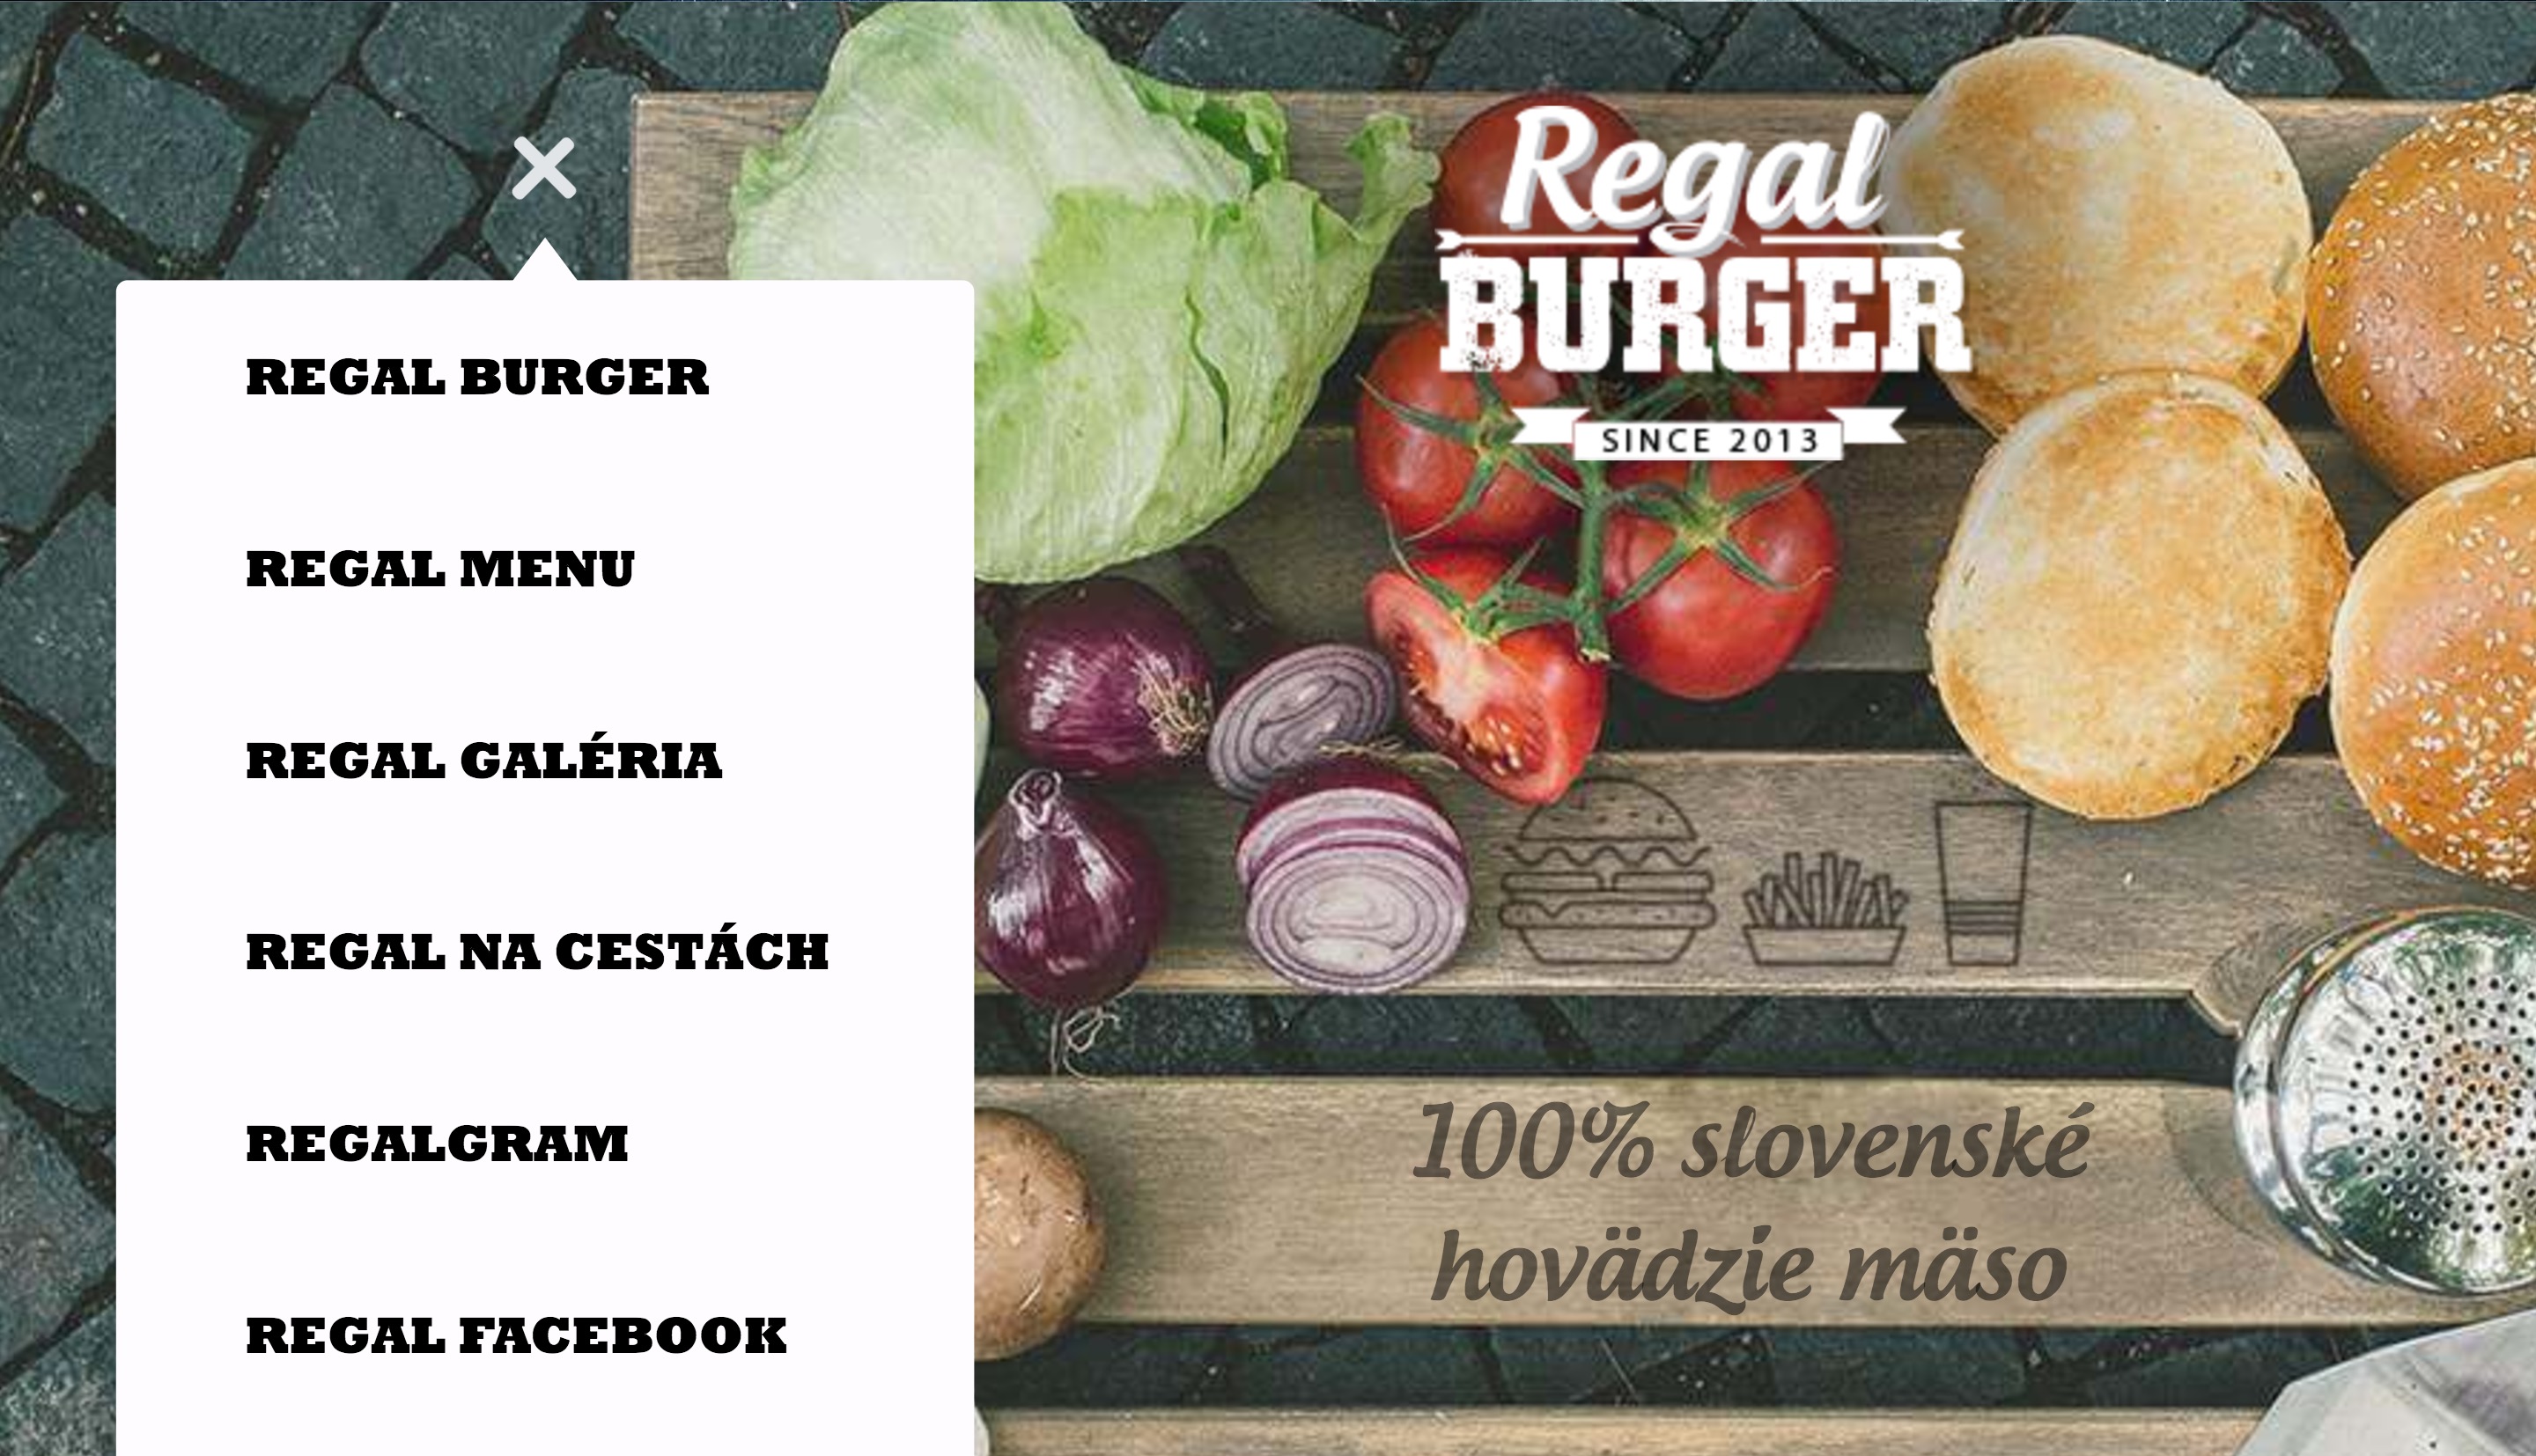 REGAL BURGER
REGAL MENU
REGAL GALÉRIA
REGAL NA CESTÁCH
REGALGRAM
REGAL FACEBOOK
Regal
BURGER
SINCE 2013
100% slovenské
hovädzie mäso